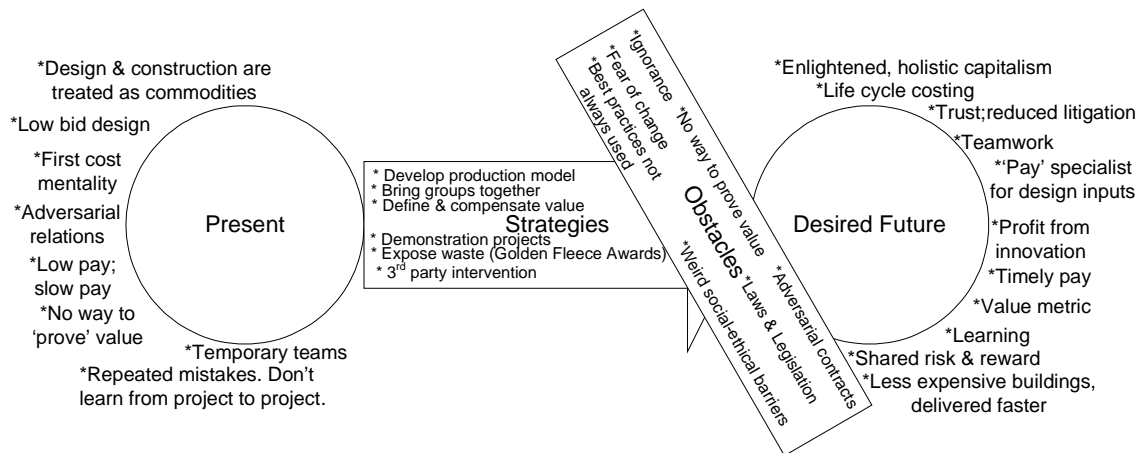 *Design & construction are
treated as commodities
*Low bid design
*First cost
mentality
*Adversarial
relations
*Low pay;
slow pay
*No way to
‘prove’ value
*Temporary teams
*Repeated mistakes. Don’t
learn from project to project.
Present
* Develop production model
* Bring groups together
* Define & compensate value
Strategies
* Demonstration projects
* Expose waste (Golden Fleece Awards)
* 3rd party intervention
*Ignorance
*Fear of change
*Best practices not
always used
*No way to prove value
Obstacles
*Adversarial contracts
*Laws & Legislation
*Weird social-ethical barriers
Desired Future
*Enlightened, holistic capitalism
*Life cycle costing
*Trust;reduced litigation
*Teamwork
*‘Pay’ specialist
for design inputs
*Profit from
innovation
*Timely pay
*Value metric
*Learning
*Shared risk & reward
*Less expensive buildings,
delivered faster